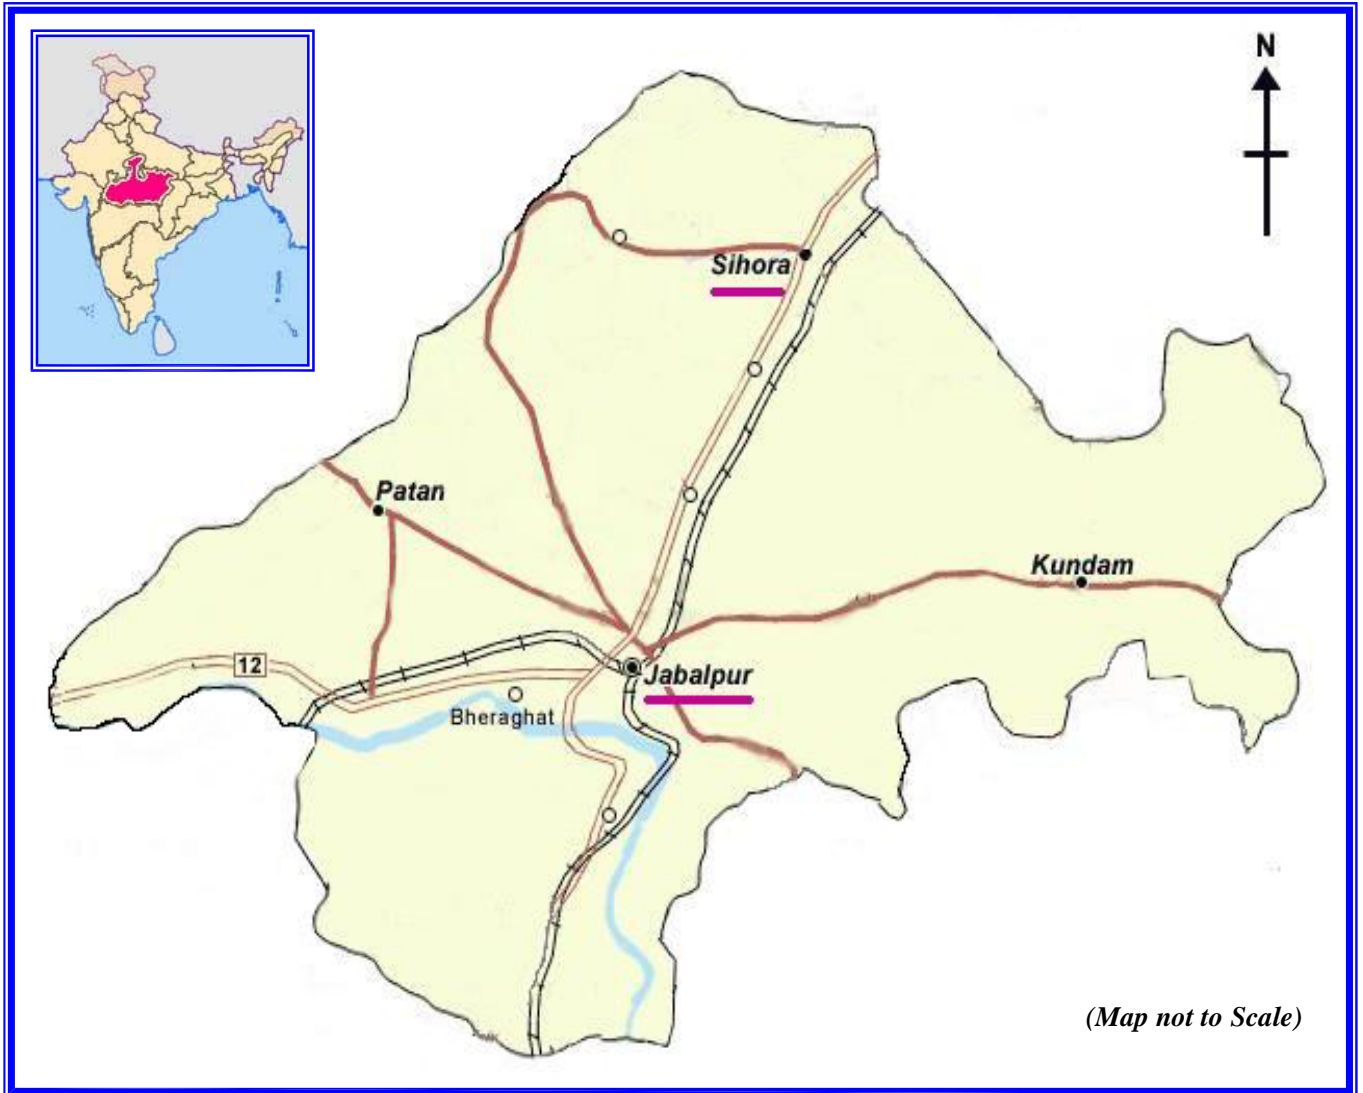 N
Sihora
Patan
Kundam
12
Jabalpur
Bheraghat
(Map not to Scale)